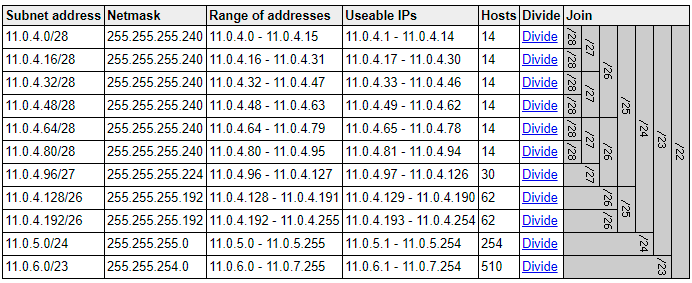 Subnet address Netmask Range of addresses Useable IPs Hosts Divide Join
11.0.4.0/28 255.255.255.240 11.0.4.0 - 11.0.4.15 11.0.4.1 - 11.0.4.14 14 Divide /28 /27 /26 /25 /24 /23 /22
11.0.4.16/28 255.255.255.240 11.0.4.16 - 11.0.4.31 11.0.4.17 - 11.0.4.30 14 Divide /28
11.0.4.32/28 255.255.255.240 11.0.4.32 - 11.0.4.47 11.0.4.33 - 11.0.4.46 14 Divide /28 /27
11.0.4.48/28 255.255.255.240 11.0.4.48 - 11.0.4.63 11.0.4.49 - 11.0.4.62 14 Divide /28
11.0.4.64/28 255.255.255.240 11.0.4.64 - 11.0.4.79 11.0.4.65 - 11.0.4.78 14 Divide /28 /27 /26
11.0.4.80/28 255.255.255.240 11.0.4.80 - 11.0.4.95 11.0.4.81 - 11.0.4.94 14 Divide /28
11.0.4.96/27 255.255.255.224 11.0.4.96 - 11.0.4.127 11.0.4.97 - 11.0.4.126 30 Divide /27
11.0.4.128/26 255.255.255.192 11.0.4.128 - 11.0.4.191 11.0.4.129 - 11.0.4.190 62 Divide /26 /25
11.0.4.192/26 255.255.255.192 11.0.4.192 - 11.0.4.255 11.0.4.193 - 11.0.4.254 62 Divide /26
11.0.5.0/24 255.255.255.0 11.0.5.0 - 11.0.5.255 11.0.5.1 - 11.0.5.254 254 Divide /24
11.0.6.0/23 255.255.254.0 11.0.6.0 - 11.0.7.255 11.0.6.1 - 11.0.7.254 510 Divide /23